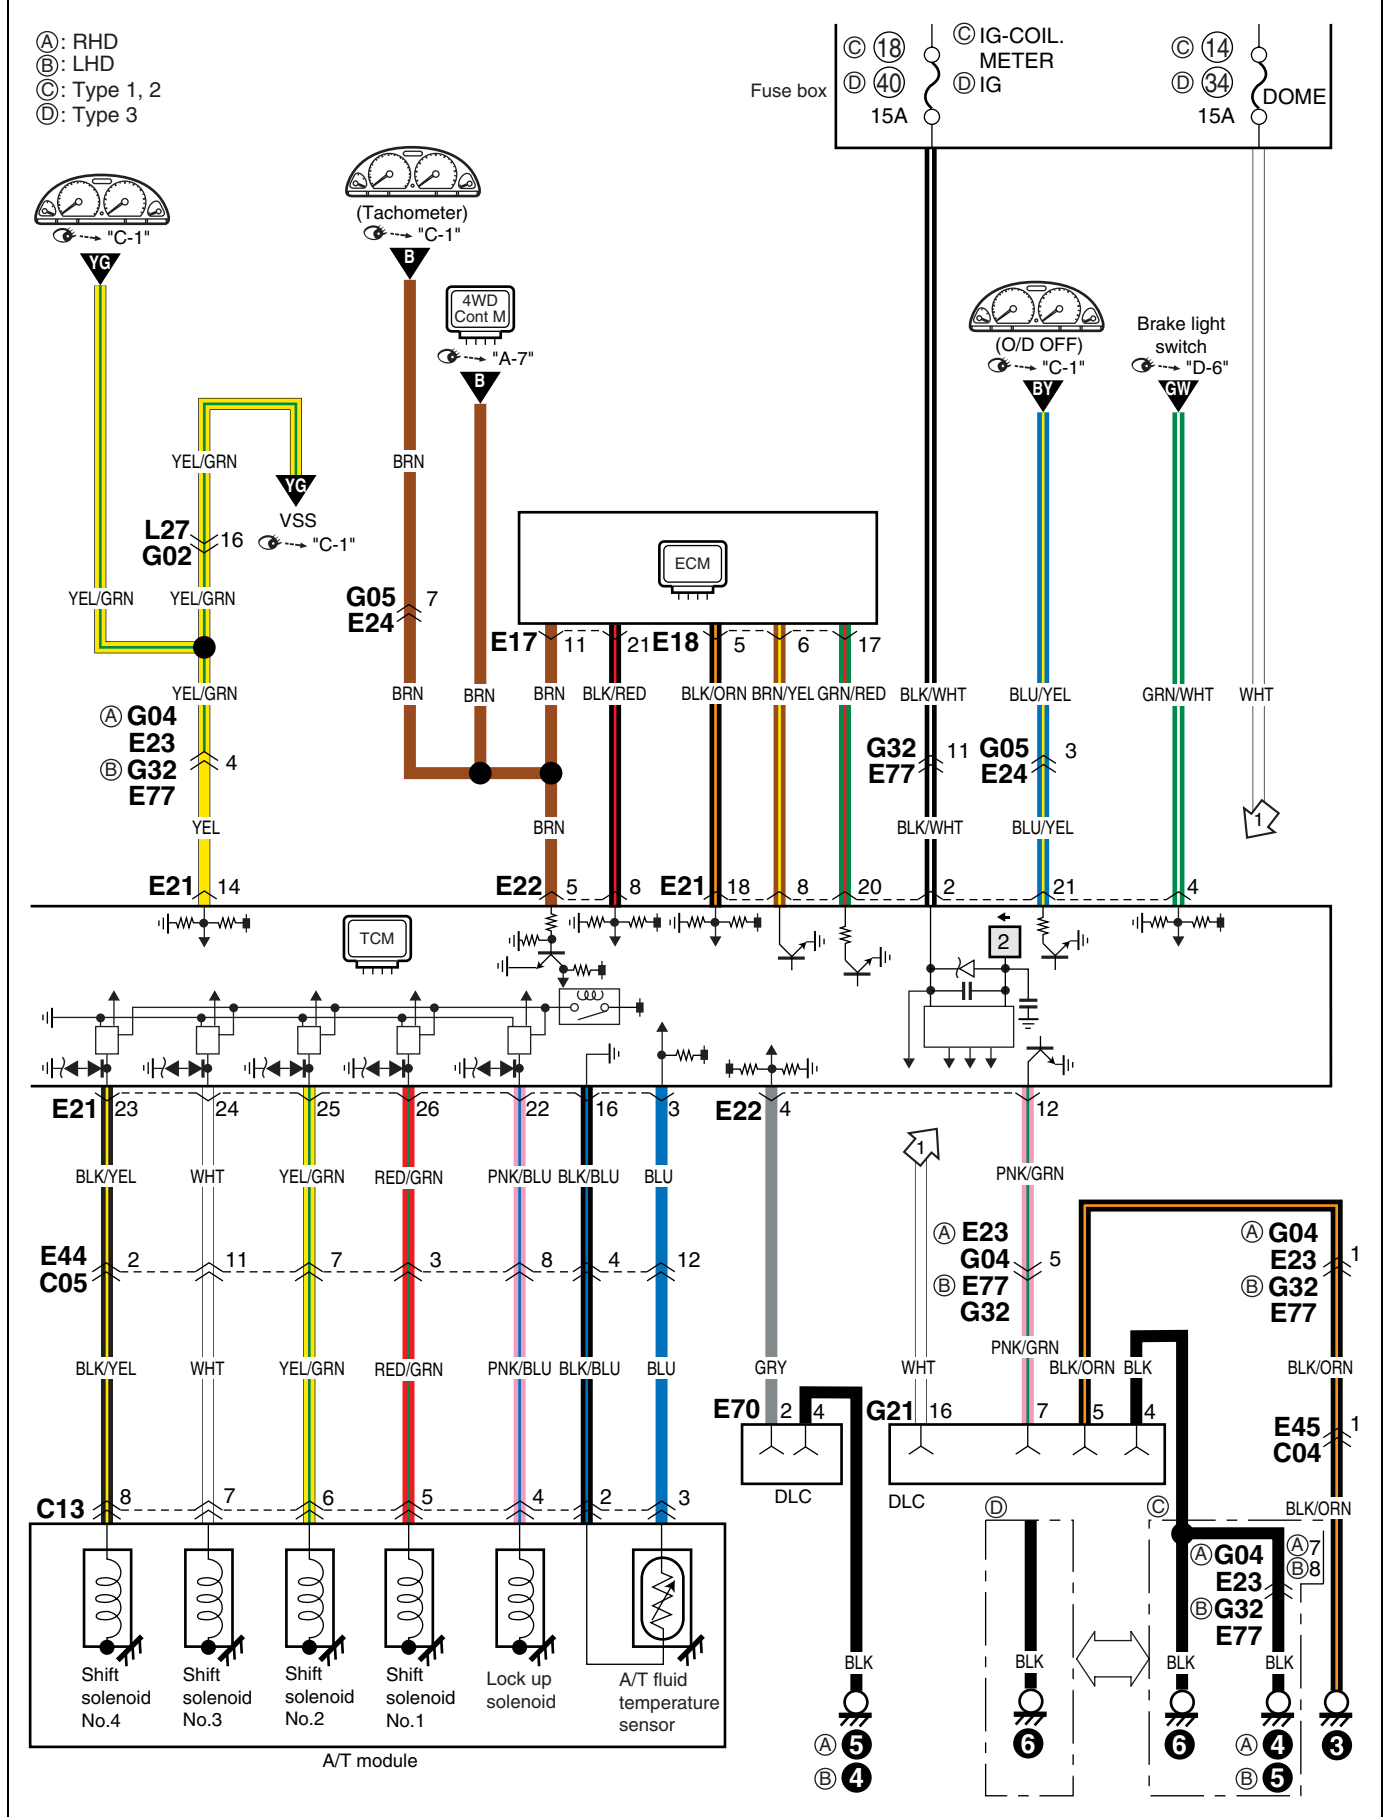 Ⓐ: RHD
Ⓑ: LHD
Ⓒ: Type 1, 2
Ⓓ: Type 3
Fuse box
Ⓒ ⑱
Ⓓ ㊵
15A
Ⓒ IG-COIL.
METER
Ⓓ IG
Ⓒ ⑭
Ⓓ ㉞
15A
DOME
"C-1"
YG
(Tachometer)
"C-1"
B
4WD
Cont M
"A-7"
B
(O/D OFF)
"C-1"
BY
Brake light
switch
"D-6"
GW
YEL/GRN
BRN
YG
VSS
"C-1"
L27
G02
16
YEL/GRN YEL/GRN
G05
E24
7
ECM
E17 11 21 E18 5 6 17
YEL/GRN BRN BRN BRN BLK/RED BLK/ORN BRN/YEL GRN/RED BLK/WHT BLU/YEL GRN/WHT WHT
Ⓐ G04
E23
Ⓑ G32
E77
4
G32
E77
11
G05
E24
3
1
YEL BRN BLK/WHT BLU/YEL
E21 14 E22 5 8 E21 18 8 20 2 21 4
TCM
2
E21 23 24 25 26 22 16 3 E22 4 12
1
BLK/YEL WHT YEL/GRN RED/GRN PNK/BLU BLK/BLU BLU PNK/GRN
E44
C05
2 11 7 3 8 4 12
Ⓐ E23
G04
Ⓑ E77
G32
5
Ⓐ G04
E23
Ⓑ G32
E77
1
PNK/GRN
BLK/YEL WHT YEL/GRN RED/GRN PNK/BLU BLK/BLU BLU GRY WHT BLK/ORN BLK BLK/ORN
E70 2 4 G21 16 7 5 4
E45
C04
1
DLC
DLC
C13 8 7 6 5 4 2 3
BLK/ORN
Ⓓ
Ⓒ
Ⓐ G04
E23
Ⓑ G32
E77
Ⓐ 7
Ⓑ 8
BLK BLK BLK BLK
Shift
solenoid
No.4
Shift
solenoid
No.3
Shift
solenoid
No.2
Shift
solenoid
No.1
Lock up
solenoid
A/T fluid
temperature
sensor
A/T module
Ⓐ ❺
Ⓑ ❹
❻
❻
Ⓐ ❹
Ⓑ ❺
❸